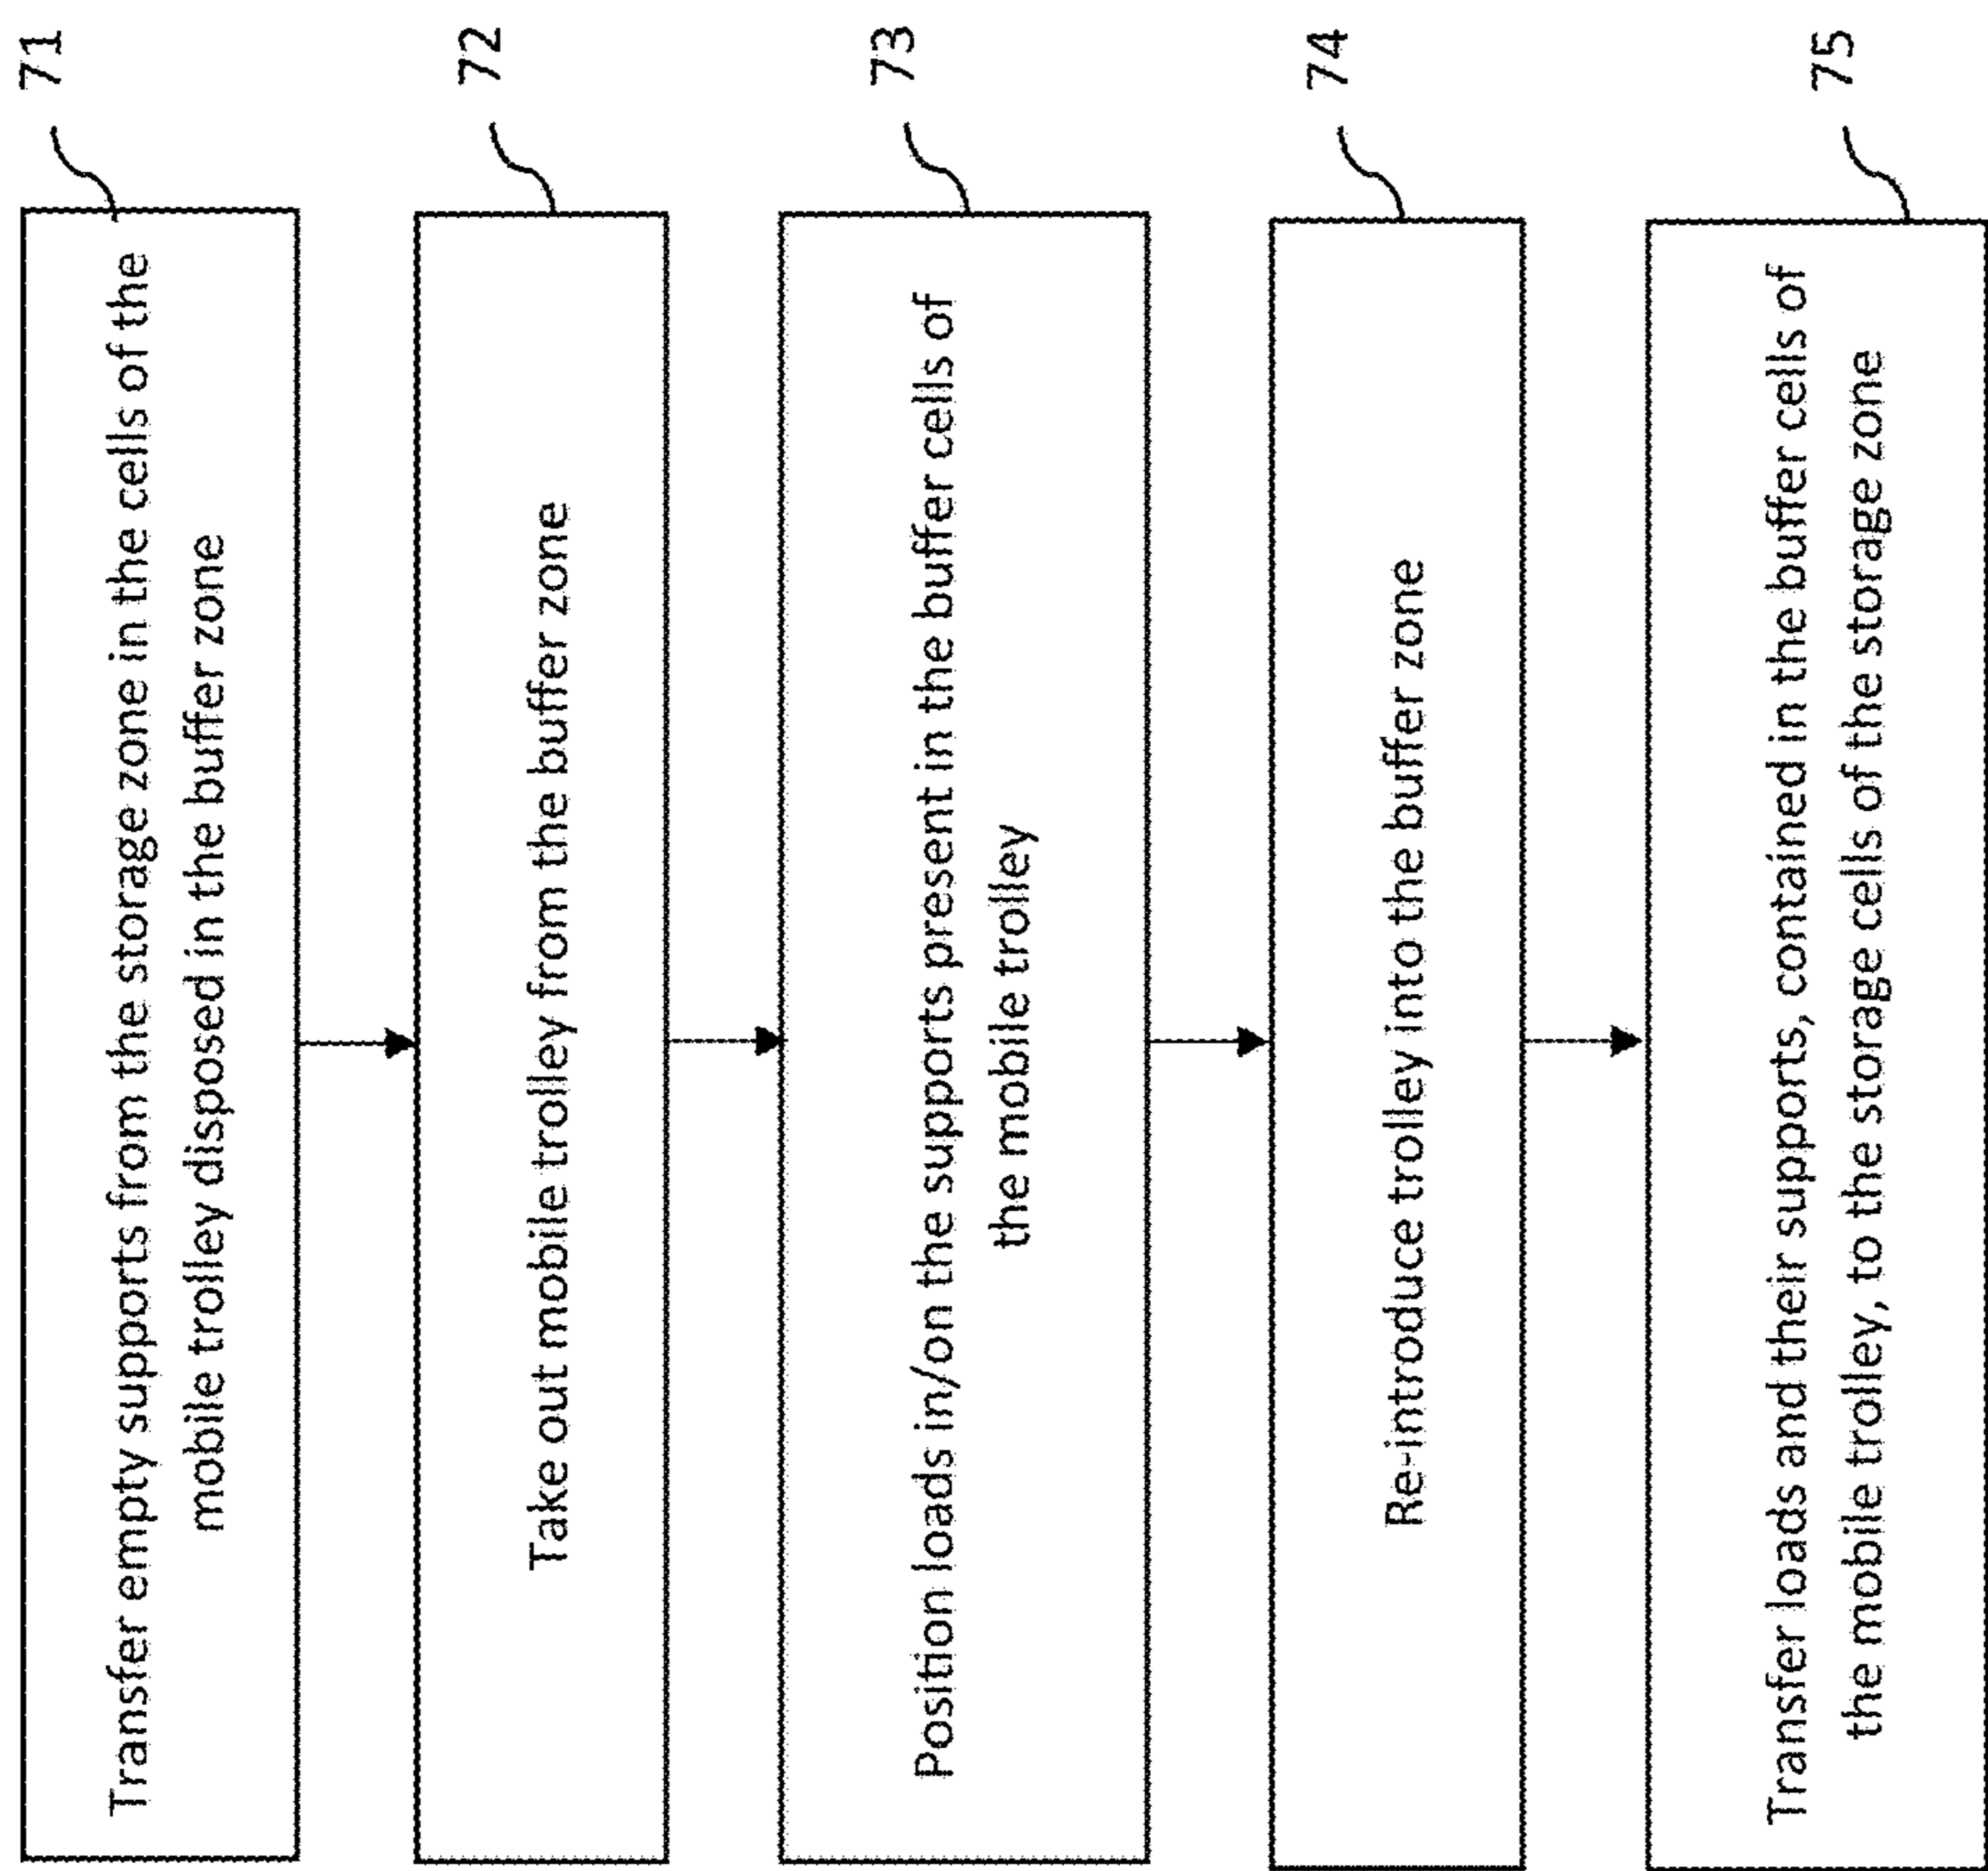 71
Transfer empty supports from the storage zone in the cells of the
mobile trolley disposed in the buffer zone
72
Take out mobile trolley from the buffer zone
73
Position loads in/on the supports present in the buffer cells of
the mobile trolley
74
Re-introduce trolley into the buffer zone
75
Transfer loads and their supports, contained in the buffer cells of
the mobile trolley, to the storage cells of the storage zone